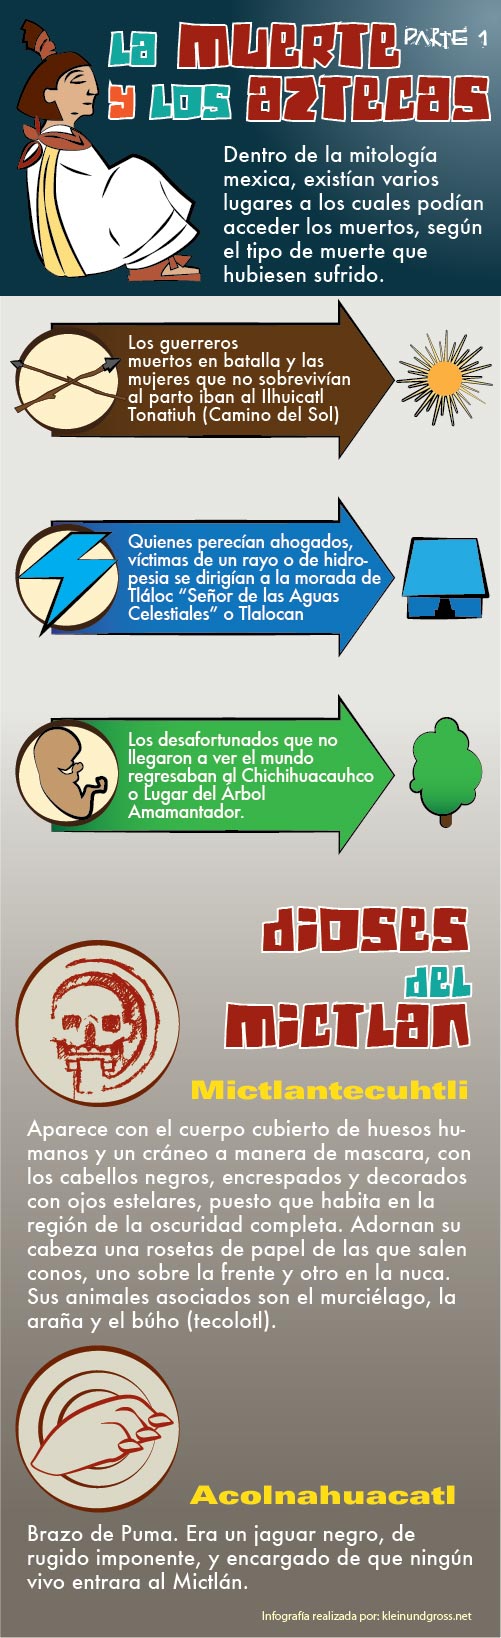 La MUERTE PARTE 1
Y LOS AZTECAS
Dentro de la mitología
mexica, existían varios
lugares a los cuales podían
acceder los muertos, según
el tipo de muerte que
hubiesen sufrido.
Los guerreros
muertos en batalla y las
mujeres que no sobrevivían
al parto iban al Ilhuicatl
Tonatiuh (Camino del Sol)
Quienes perecían ahogados,
víctimas de un rayo o de hidro-
pesia se dirigían a la morada de
Tláloc “Señor de las Aguas
Celestiales” o Tlalocan
Los desafortunados que no
llegaron a ver el mundo
regresaban al Chichihuacauhco
o Lugar del Árbol
Amamantador.
Dioses
del
Mictlan
Mictlantecuhtli
Aparece con el cuerpo cubierto de huesos hu-
manos y un cráneo a manera de mascara, con
los cabellos negros, encrespados y decorados
con ojos estelares, puesto que habita en la
región de la oscuridad completa. Adornan su
cabeza una rosetas de papel de las que salen
conos, uno sobre la frente y otro en la nuca.
Sus animales asociados son el murciélago, la
araña y el búho (tecolotl).
Acolnahuacatl
Brazo de Puma. Era un jaguar negro, de
rugido imponente, y encargado de que ningún
vivo entrara al Mictlán.
Infografía realizada por: kleinundgross.net